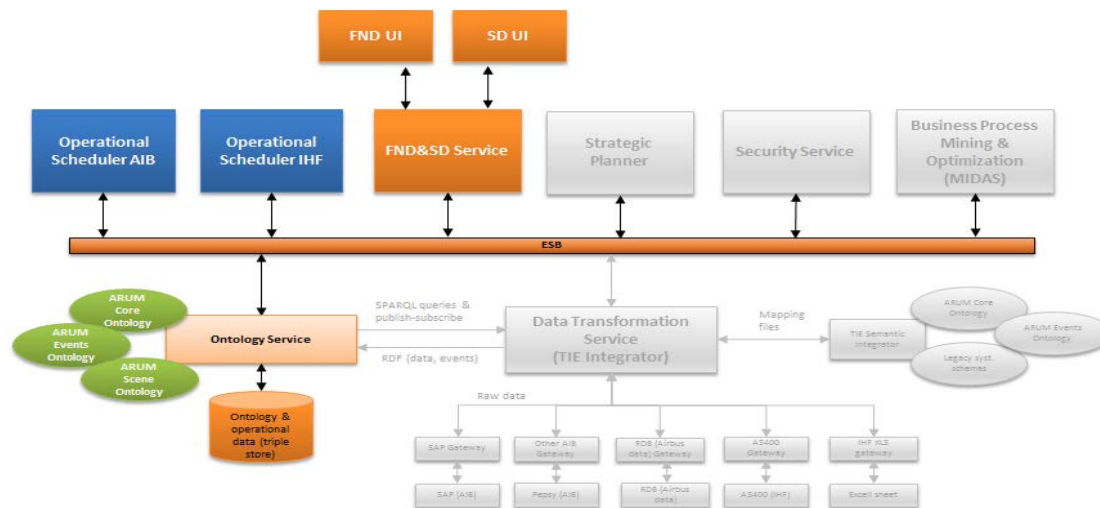 FND UI
SD UI
Operational
Scheduler AIB
Operational
Scheduler IHF
FND&SD Service
Strategic
Planner
Security Service
Business Process
Mining &
Optimization
(MIDAS)
ESB
ARUM
Core
Ontology
ARUM
Events
Ontology
ARUM
Scene
Ontology
Ontology Service
SPARQL queries &
publish-subscribe
RDF (data, events)
Data Transformation
Service
(TIE Integrator)
Mapping
files
TIE Semantic
Integrator
ARUM Core
Ontology
ARUM Events
Ontology
Legacy syst.
schemes
Ontology &
operational
data (triple
store)
Raw data
SAP Gateway
Other AIB
Gateway
RDB (Airbus
data) Gateway
AS400
Gateway
IHF XLS
gateway
SAP (AIB)
Pepsy (AIB)
RDB (Airbus
data)
AS400 (IHF)
Excell sheet